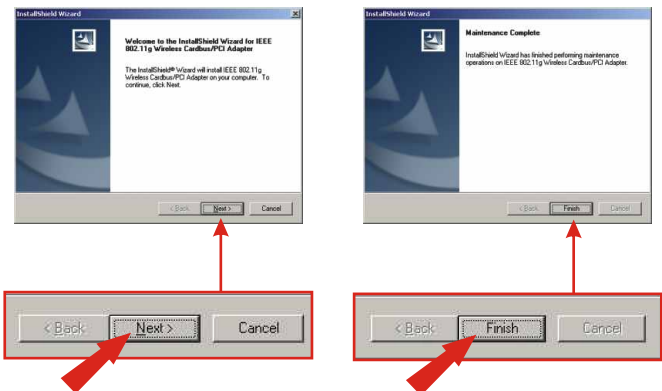 InstallShield Wizard
Welcome to the InstallShield Wizard for IEEE
802.11g Wireless Cardbus/PCI Adapter
The InstallShield® Wizard will install IEEE 802.11g
Wireless Cardbus/PCI Adapter on your computer. To
continue, click Next.
< Back Next > Cancel
InstallShield Wizard
Maintenance Complete
InstallShield Wizard has finished performing maintenance
operations on IEEE 802.11g Wireless Cardbus/PCI Adapter.
< Back Finish Cancel
< Back Next > Cancel
< Back Finish Cancel